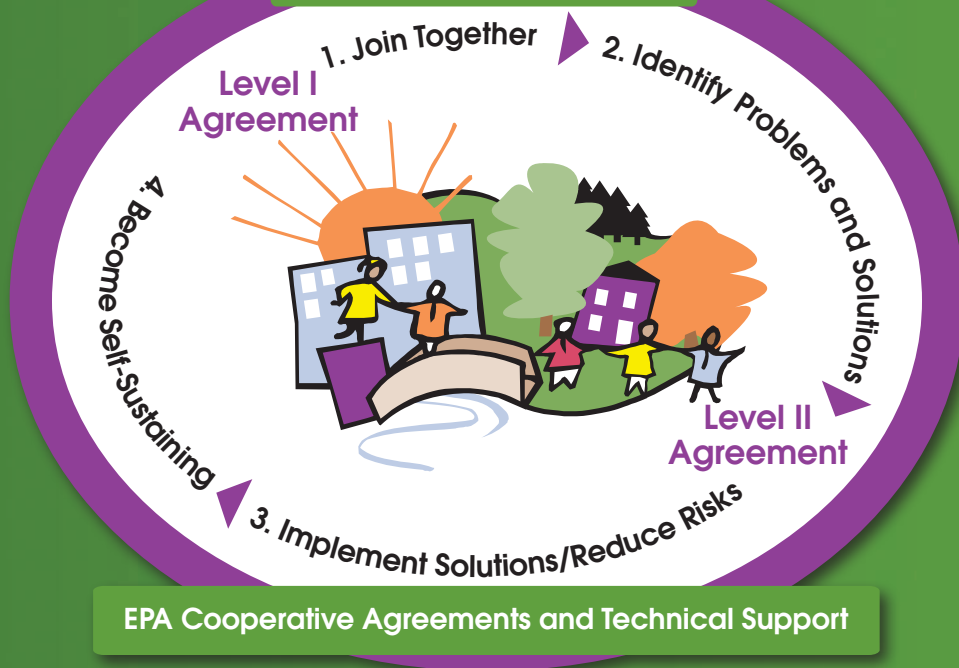 1. Join Together
2. Identify Problems and Solutions
Level I
Agreement
Level II
Agreement
3. Implement Solutions/Reduce Risks
4. Become Self-Sustaining
EPA Cooperative Agreements and Technical Support